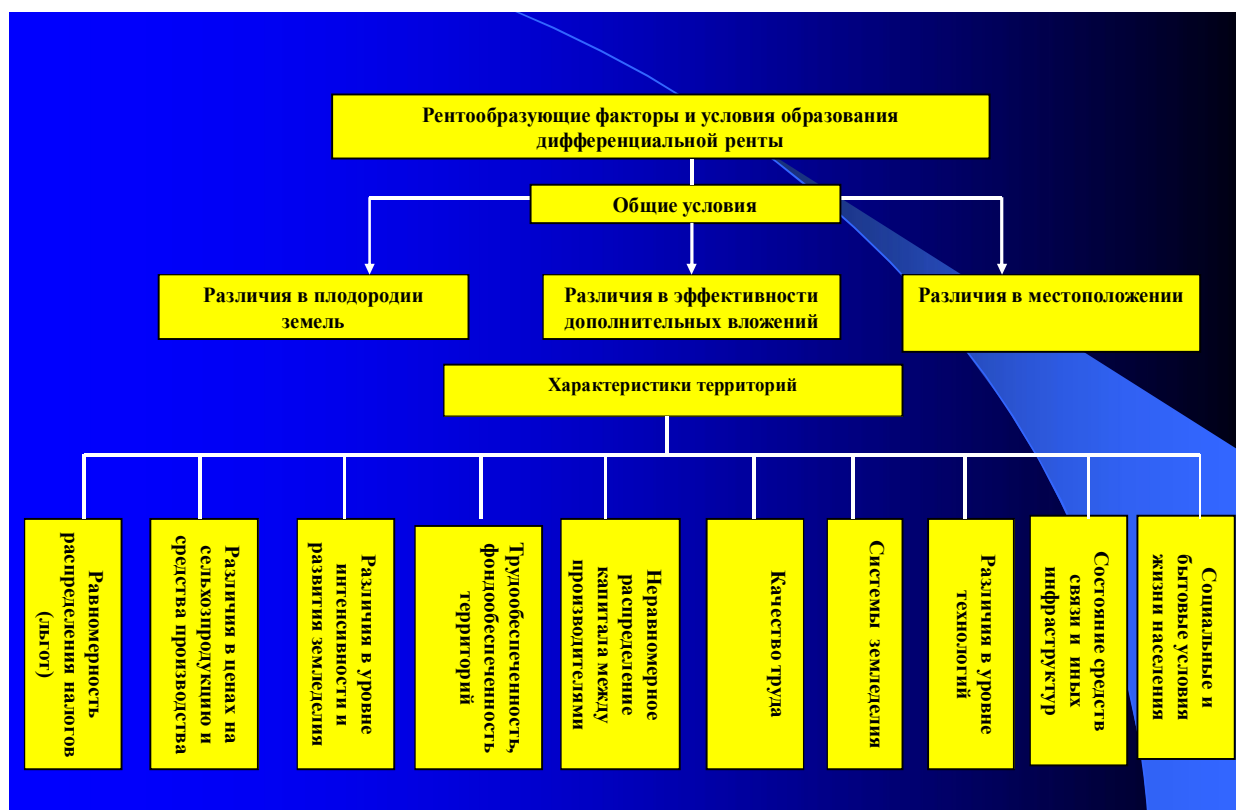 Рентообразующие факторы и условия образования
дифференциальной ренты
Общие условия
Различия в плодородии
земель
Различия в эффективности
дополнительных вложений
Различия в местоположении
Характеристики территорий
Равномерность
распределения налогов
(льгот)
Различия в ценах на
сельхозпродукцию и
средства производства
Различия в уровне
интенсивности и
развития земледелия
Трудообеспеченность,
фондообеспеченность
территорий
Неравномерное
распределение
капитала между
производителями
Качество труда
Системы земледелия
Различия в уровне
технологий
Состояние средств
связи и иных
инфраструктур
Социальные и
бытовые условия
жизни населения